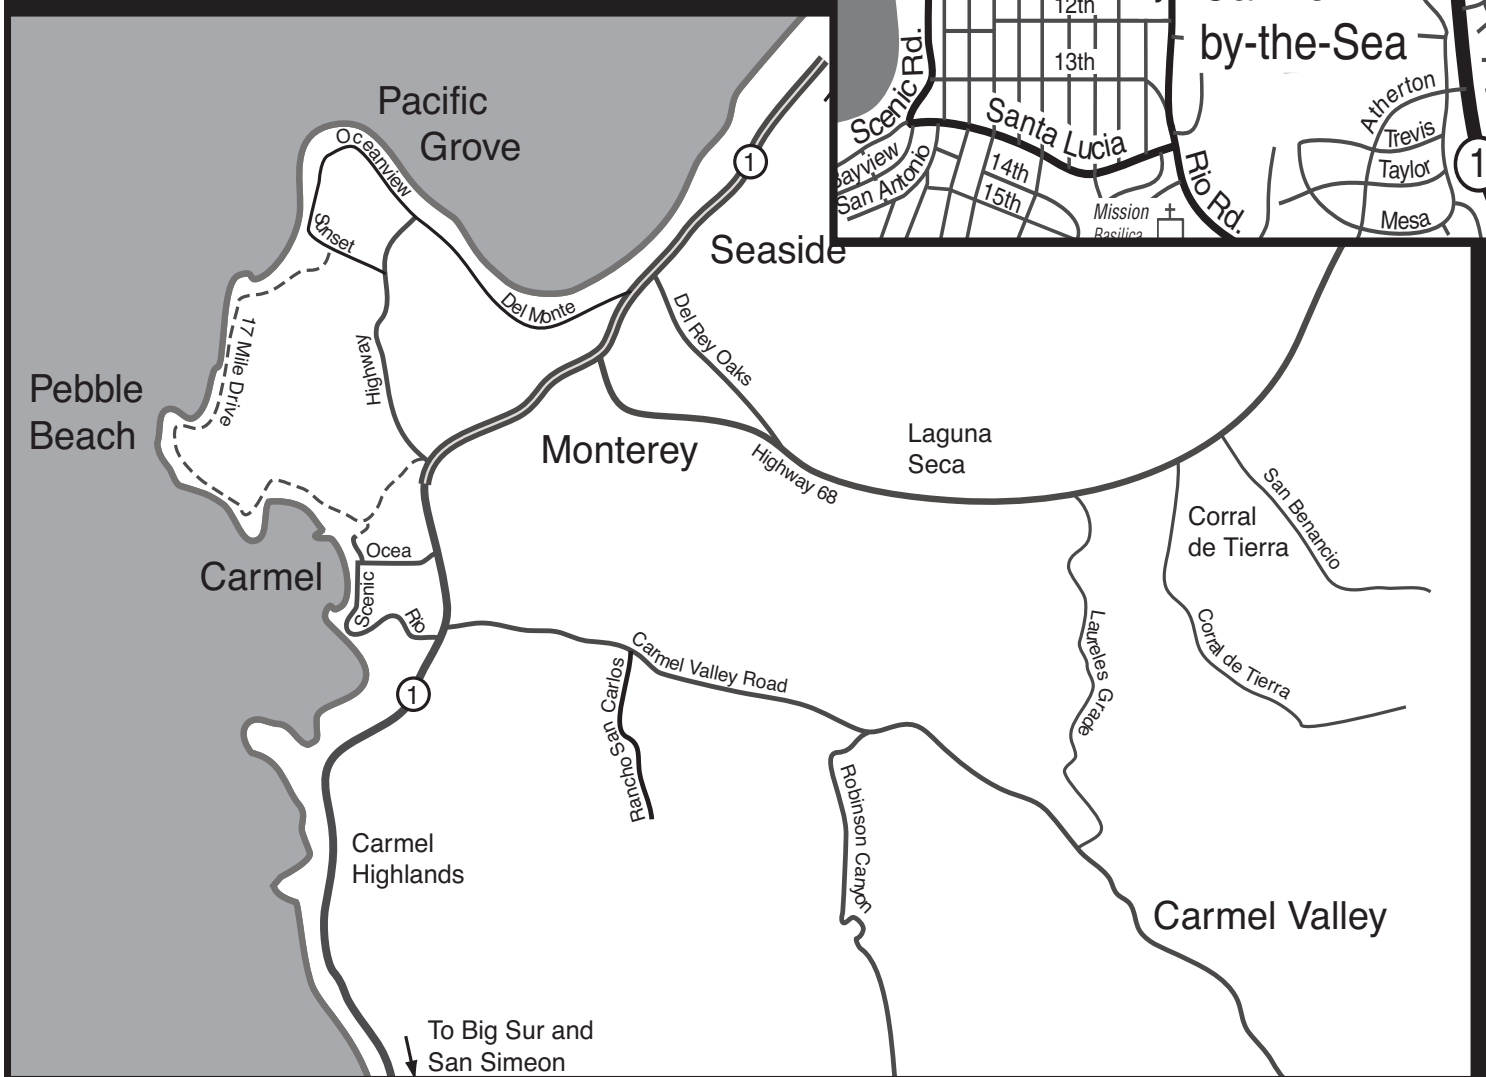 12th
by-the-Sea
13th
Scenic Rd.
Santa Lucia
Atherton
Trevis
Taylor
Mesa
1
Bayview
San Antonio
14th
15th
Mission
Basilica
Rio Rd.
Pacific
Grove
Oceanview
Sunset
1
Seaside
Del Monte
Del Rey Oaks
17 Mile Drive
Highway
Pebble
Beach
Monterey
Highway 68
Laguna
Seca
San Benancio
Corral
de Tierra
Corral de Tierra
Carmel
Ocea
Scenic
Rio
Carmel Valley Road
Rancho San Carlos
Laureles Grade
1
Robinson Canyon
Carmel
Highlands
Carmel Valley
To Big Sur and
San Simeon